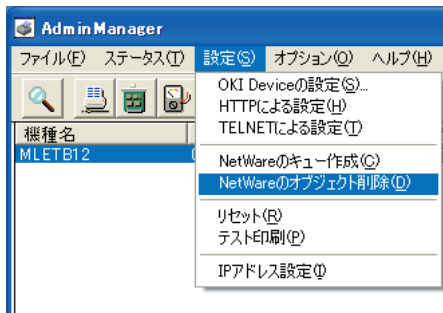 AdminManager
ファイル(F) ステータス(T) 設定(S) オプション(O) ヘルプ(H)
OKI Deviceの設定(S)...
HTTPによる設定(H)
TELNETによる設定(T)
NetWareのキュー作成(C)
NetWareのオブジェクト削除(D)
リセット(R)
テスト印刷(P)
IPアドレス設定(I)
機種名
MLETB12